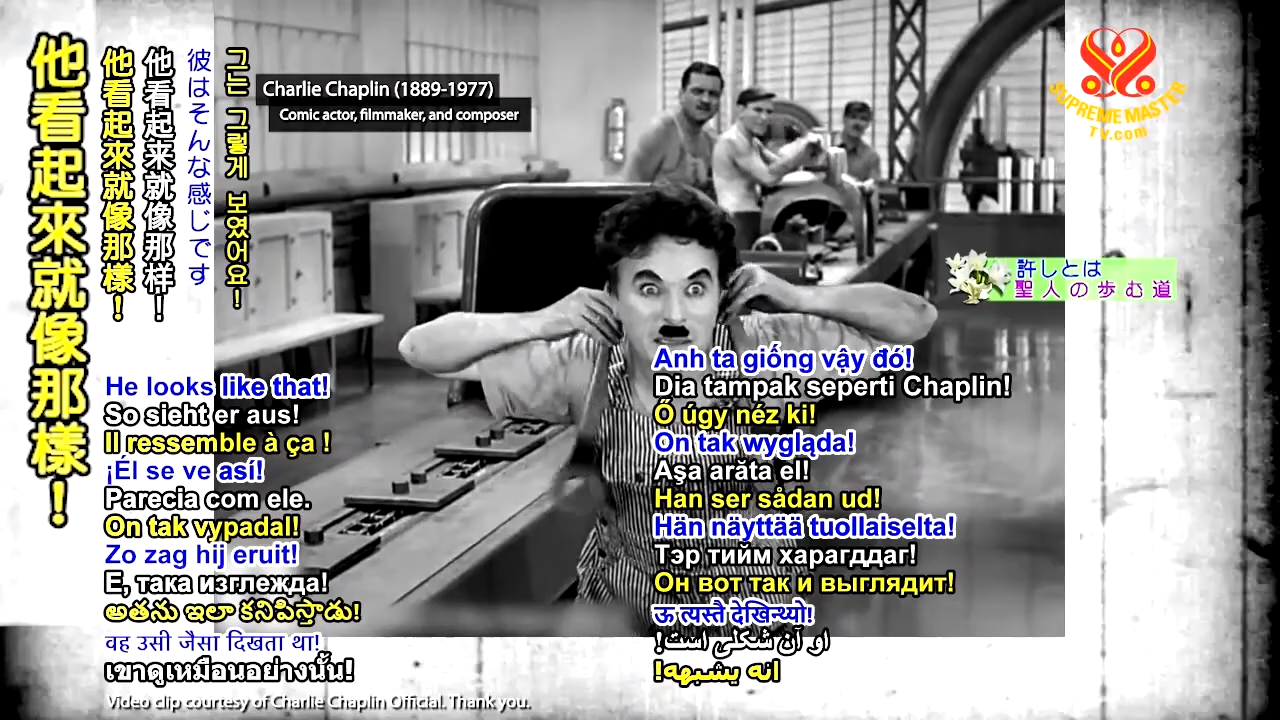 他看起來就像那樣!
他看起來就像那樣!
他看起来就像那样!
彼はそんな感じです
그는 그렇게 보였어요!
Charlie Chaplin (1889-1977)
Comic actor, filmmaker, and composer
SUPREME MASTER
TV.com
許しとは
聖人の歩む道
He looks like that!
So sieht er aus!
Il ressemble à ça !
¡Él se ve así!
Parecia com ele.
On tak vypadal!
Zo zag hij eruit!
Е, така изглежда!
అతను ఇలా కనిపిస్తాడు!
वह उसी जैसा दिखता था!
เขาดูเหมือนอย่างนั้น!
Anh ta giống vậy đó!
Dia tampak seperti Chaplin!
Ő úgy néz ki!
On tak wygląda!
Aşa arăta el!
Han ser sådan ud!
Hän näyttää tuollaiselta!
Тэр тийм харагддаг!
Он вот так и выглядит!
ऊ त्यस्तै देखिन्थ्यो!
او آن شکلی است!
انه يشبهه!
Video clip courtesy of Charlie Chaplin Official. Thank you.